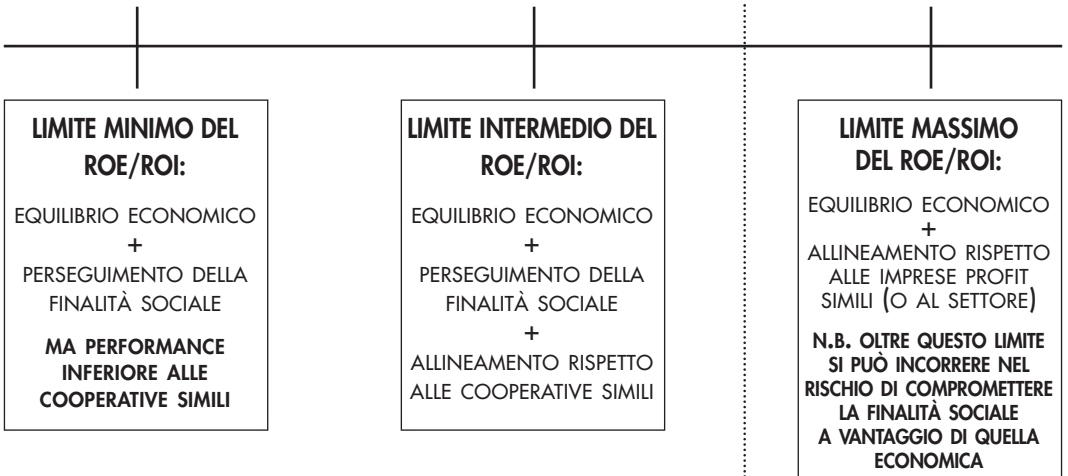 LIMITE MINIMO DEL
ROE/ROI:
EQUILIBRIO ECONOMICO
+
PERSEGUIMENTO DELLA
FINALITÀ SOCIALE
MA PERFORMANCE
INFERIORE ALLE
COOPERATIVE SIMILI
LIMITE INTERMEDIO DEL
ROE/ROI:
EQUILIBRIO ECONOMICO
+
PERSEGUIMENTO DELLA
FINALITÀ SOCIALE
+
ALLINEAMENTO RISPETTO
ALLE COOPERATIVE SIMILI
LIMITE MASSIMO
DEL ROE/ROI:
EQUILIBRIO ECONOMICO
+
ALLINEAMENTO RISPETTO
ALLE IMPRESE PROFIT
SIMILI (O AL SETTORE)
N.B. OLTRE QUESTO LIMITE
SI PUÒ INCORRERE NEL
RISCHIO DI COMPROMETTERE
LA FINALITÀ SOCIALE
A VANTAGGIO DI QUELLA
ECONOMICA